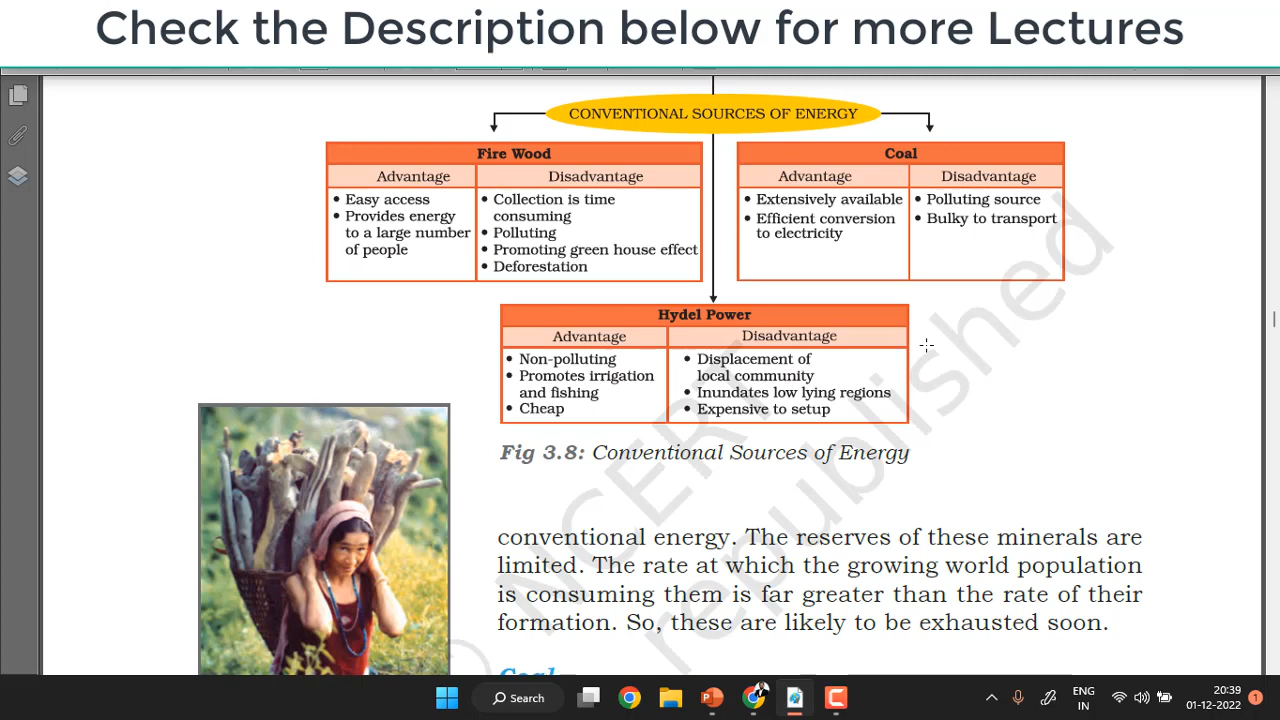 Check the Description below for more Lectures
CONVENTIONAL SOURCES OF ENERGY
Fire Wood
Advantage
Disadvantage
• Easy access
• Provides energy
to a large number
of people
• Collection is time
consuming
• Polluting
• Promoting green house effect
• Deforestation
Coal
Advantage
Disadvantage
• Extensively available
• Efficient conversion
to electricity
• Polluting source
• Bulky to transport
Hydel Power
Advantage
Disadvantage
• Non-polluting
• Promotes irrigation
and fishing
• Cheap
• Displacement of
local community
• Inundates low lying regions
• Expensive to setup
Fig 3.8: Conventional Sources of Energy
conventional energy. The reserves of these minerals are
limited. The rate at which the growing world population
is consuming them is far greater than the rate of their
formation. So, these are likely to be exhausted soon.
Coal
© NCERT
republished
Search
ENG
IN
20:39
01-12-2022
1